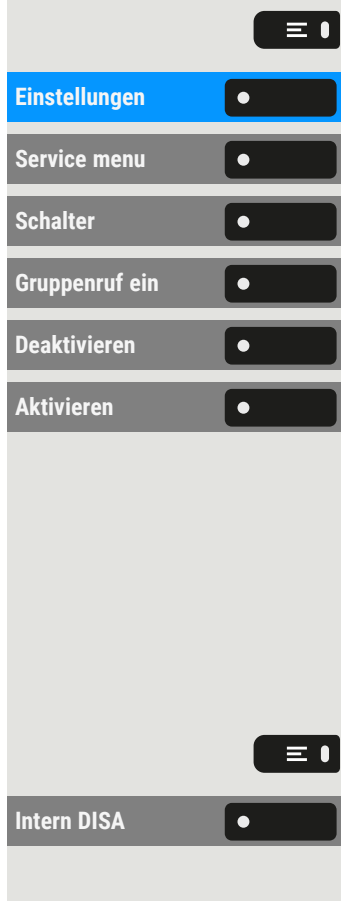 Einstellungen
Service menu
Schalter
Gruppenruf ein
Deaktivieren
Aktivieren
Intern DISA